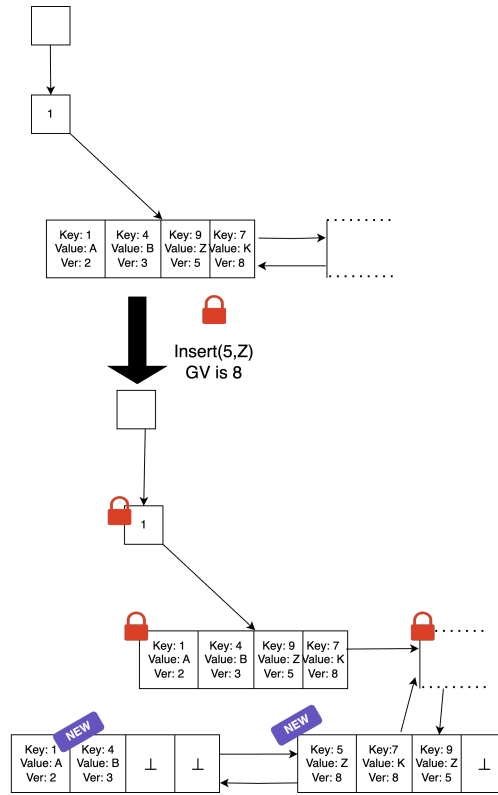 1
Key: 1 Key: 4 Key: 9 Key: 7
Value: A Value: B Value: Z Value: K
Ver: 2 Ver: 3 Ver: 5 Ver: 8
Insert(5,Z)
GV is 8
1
Key: 1 Key: 4 Key: 9 Key: 7
Value: A Value: B Value: Z Value: K
Ver: 2 Ver: 3 Ver: 5 Ver: 8
NEW
NEW
Key: 1 Key: 4 ⊥ ⊥ Key: 5 Key:7 Key: 9 ⊥
Value: A Value: B Value: Z Value: K Value: Z
Ver: 2 Ver: 3 Ver: 8 Ver: 8 Ver: 5